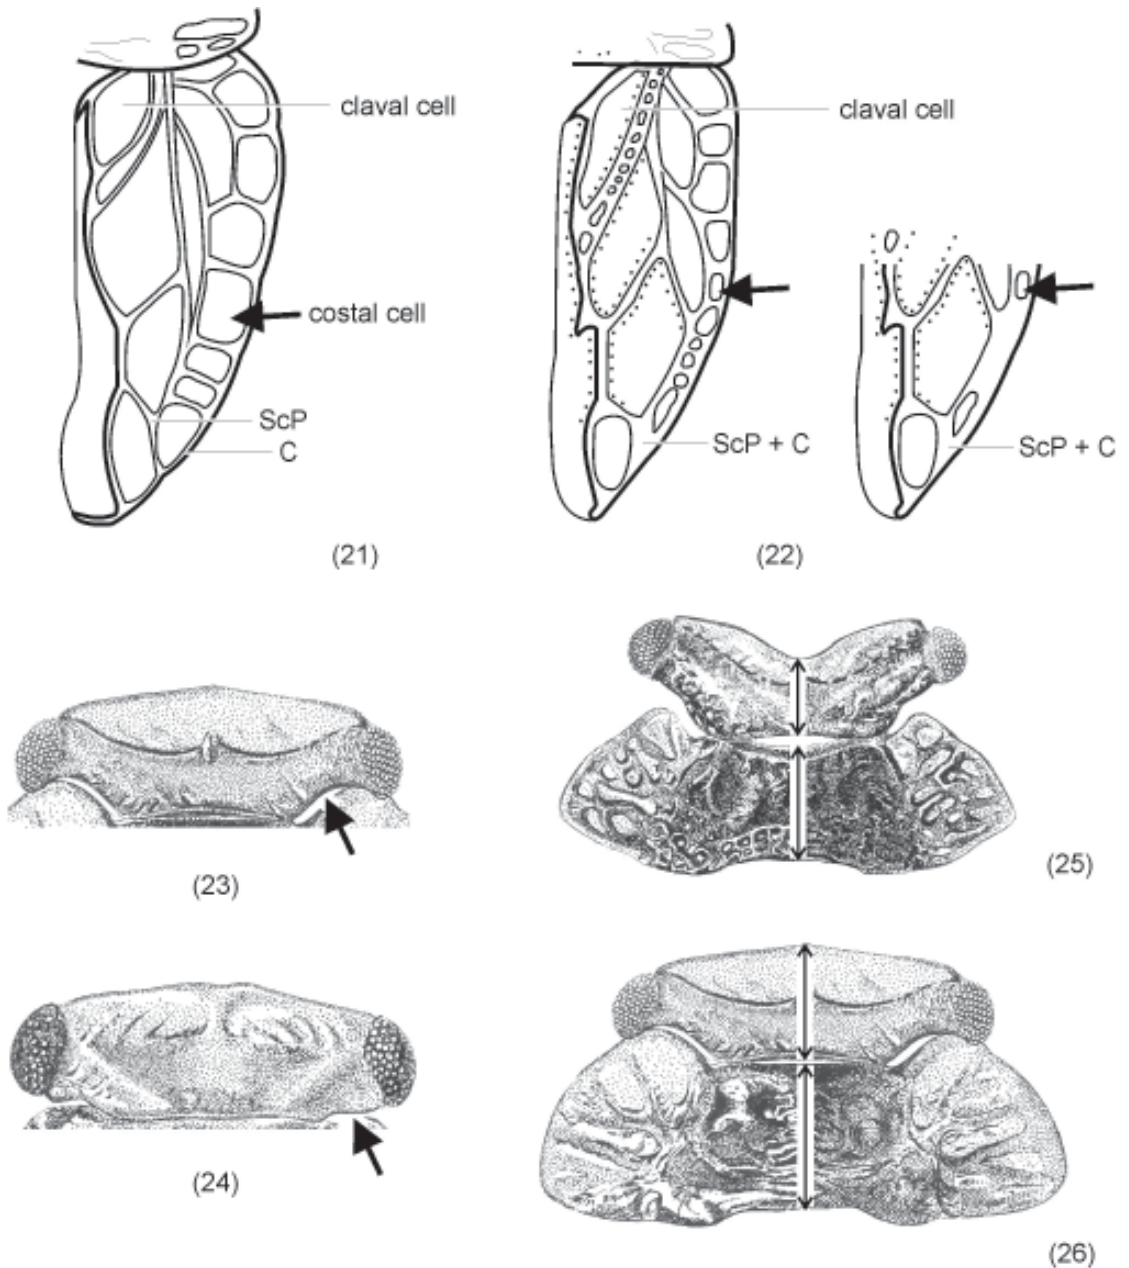 claval cell
costal cell
ScP
C
(21)
claval cell
ScP + C
ScP + C
(22)
(23)
(24)
(25)
(26)